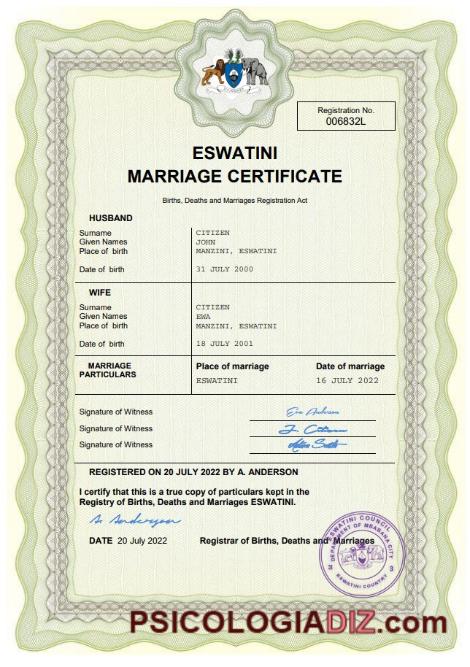 Registration No.
006832L
ESWATINI
MARRIAGE CERTIFICATE
Births, Deaths and Marriages Registration Act
HUSBAND
Surname CITIZEN
Given Names JOHN
Place of birth MANZINI, ESWATINI
Date of birth 31 JULY 2000
WIFE
Surname CITIZEN
Given Names EWA
Place of birth MANZINI, ESWATINI
Date of birth 18 JULY 2001
MARRIAGE PARTICULARS
Place of marriage Date of marriage
ESWATINI 16 JULY 2022
Signature of Witness
Signature of Witness
Signature of Witness
REGISTERED ON 20 JULY 2022 BY A. ANDERSON
I certify that this is a true copy of particulars kept in the
Registry of Births, Deaths and Marriages ESWATINI.
A. Anderson
DATE 20 July 2022 Registrar of Births, Deaths and Marriages
ESWATINI COUNCIL
DEPARTMENT OF MBABANA CITY
ESWATINI COUNTRY
PSICOLOGIADIZ.com